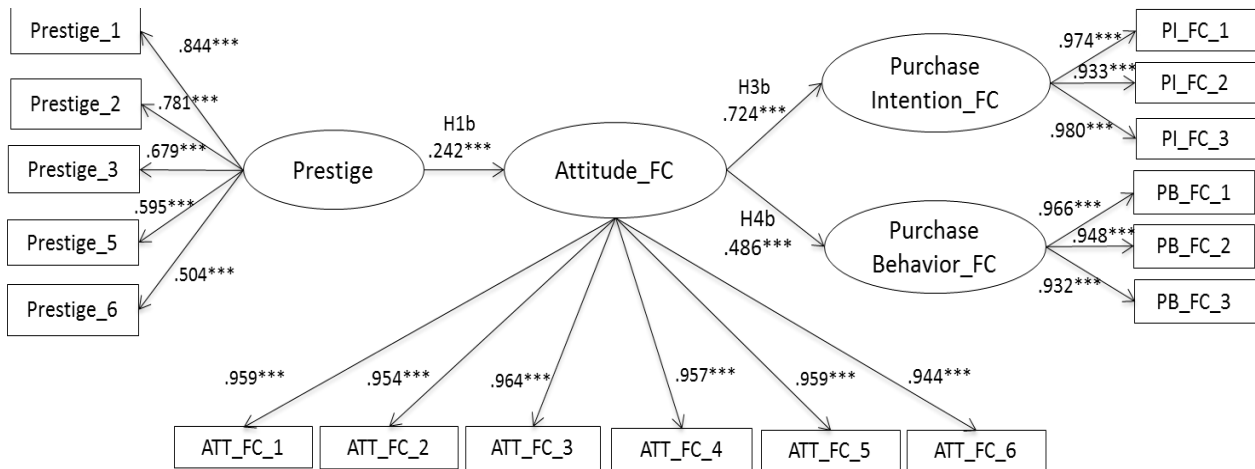 Prestige_1
.844***
Prestige_2
.781***
Prestige_3
.679***
Prestige_5
.595***
Prestige_6
.504***
Prestige
H1b
.242***
Attitude_FC
H3b
.724***
Purchase
Intention_FC
.974***
PI_FC_1
.933***
PI_FC_2
.980***
PI_FC_3
H4b
.486***
Purchase
Behavior_FC
.966***
PB_FC_1
.948***
PB_FC_2
.932***
PB_FC_3
.959***
.954***
.964***
.957***
.959***
.944***
ATT_FC_1
ATT_FC_2
ATT_FC_3
ATT_FC_4
ATT_FC_5
ATT_FC_6